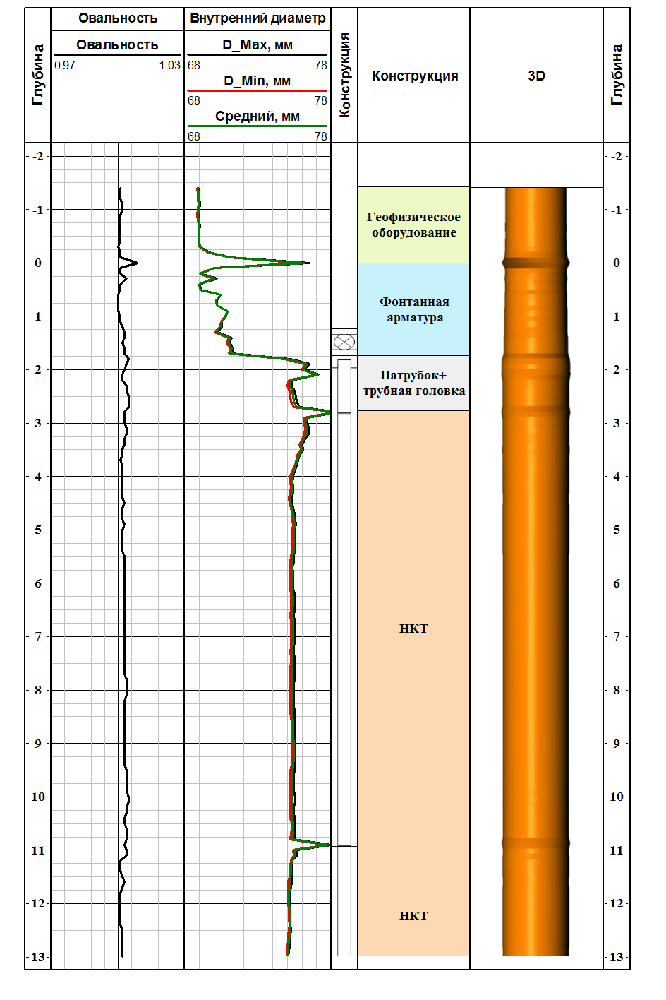 Глубина
Овальность
Овальность
0.97 1.03
Внутренний диаметр
D_Max, мм
68 78
D_Min, мм
68 78
Средний, мм
68 78
Конструкция
Конструкция
3D
Глубина
-2 -2
-1 -1
Геофизическое
оборудование
0 0
Фонтанная
арматура
1 1
2 2
Патрубок+
трубная головка
3 3
4 4
5 5
6 6
НКТ
7 7
8 8
9 9
10 10
11 11
12 12
НКТ
13 13